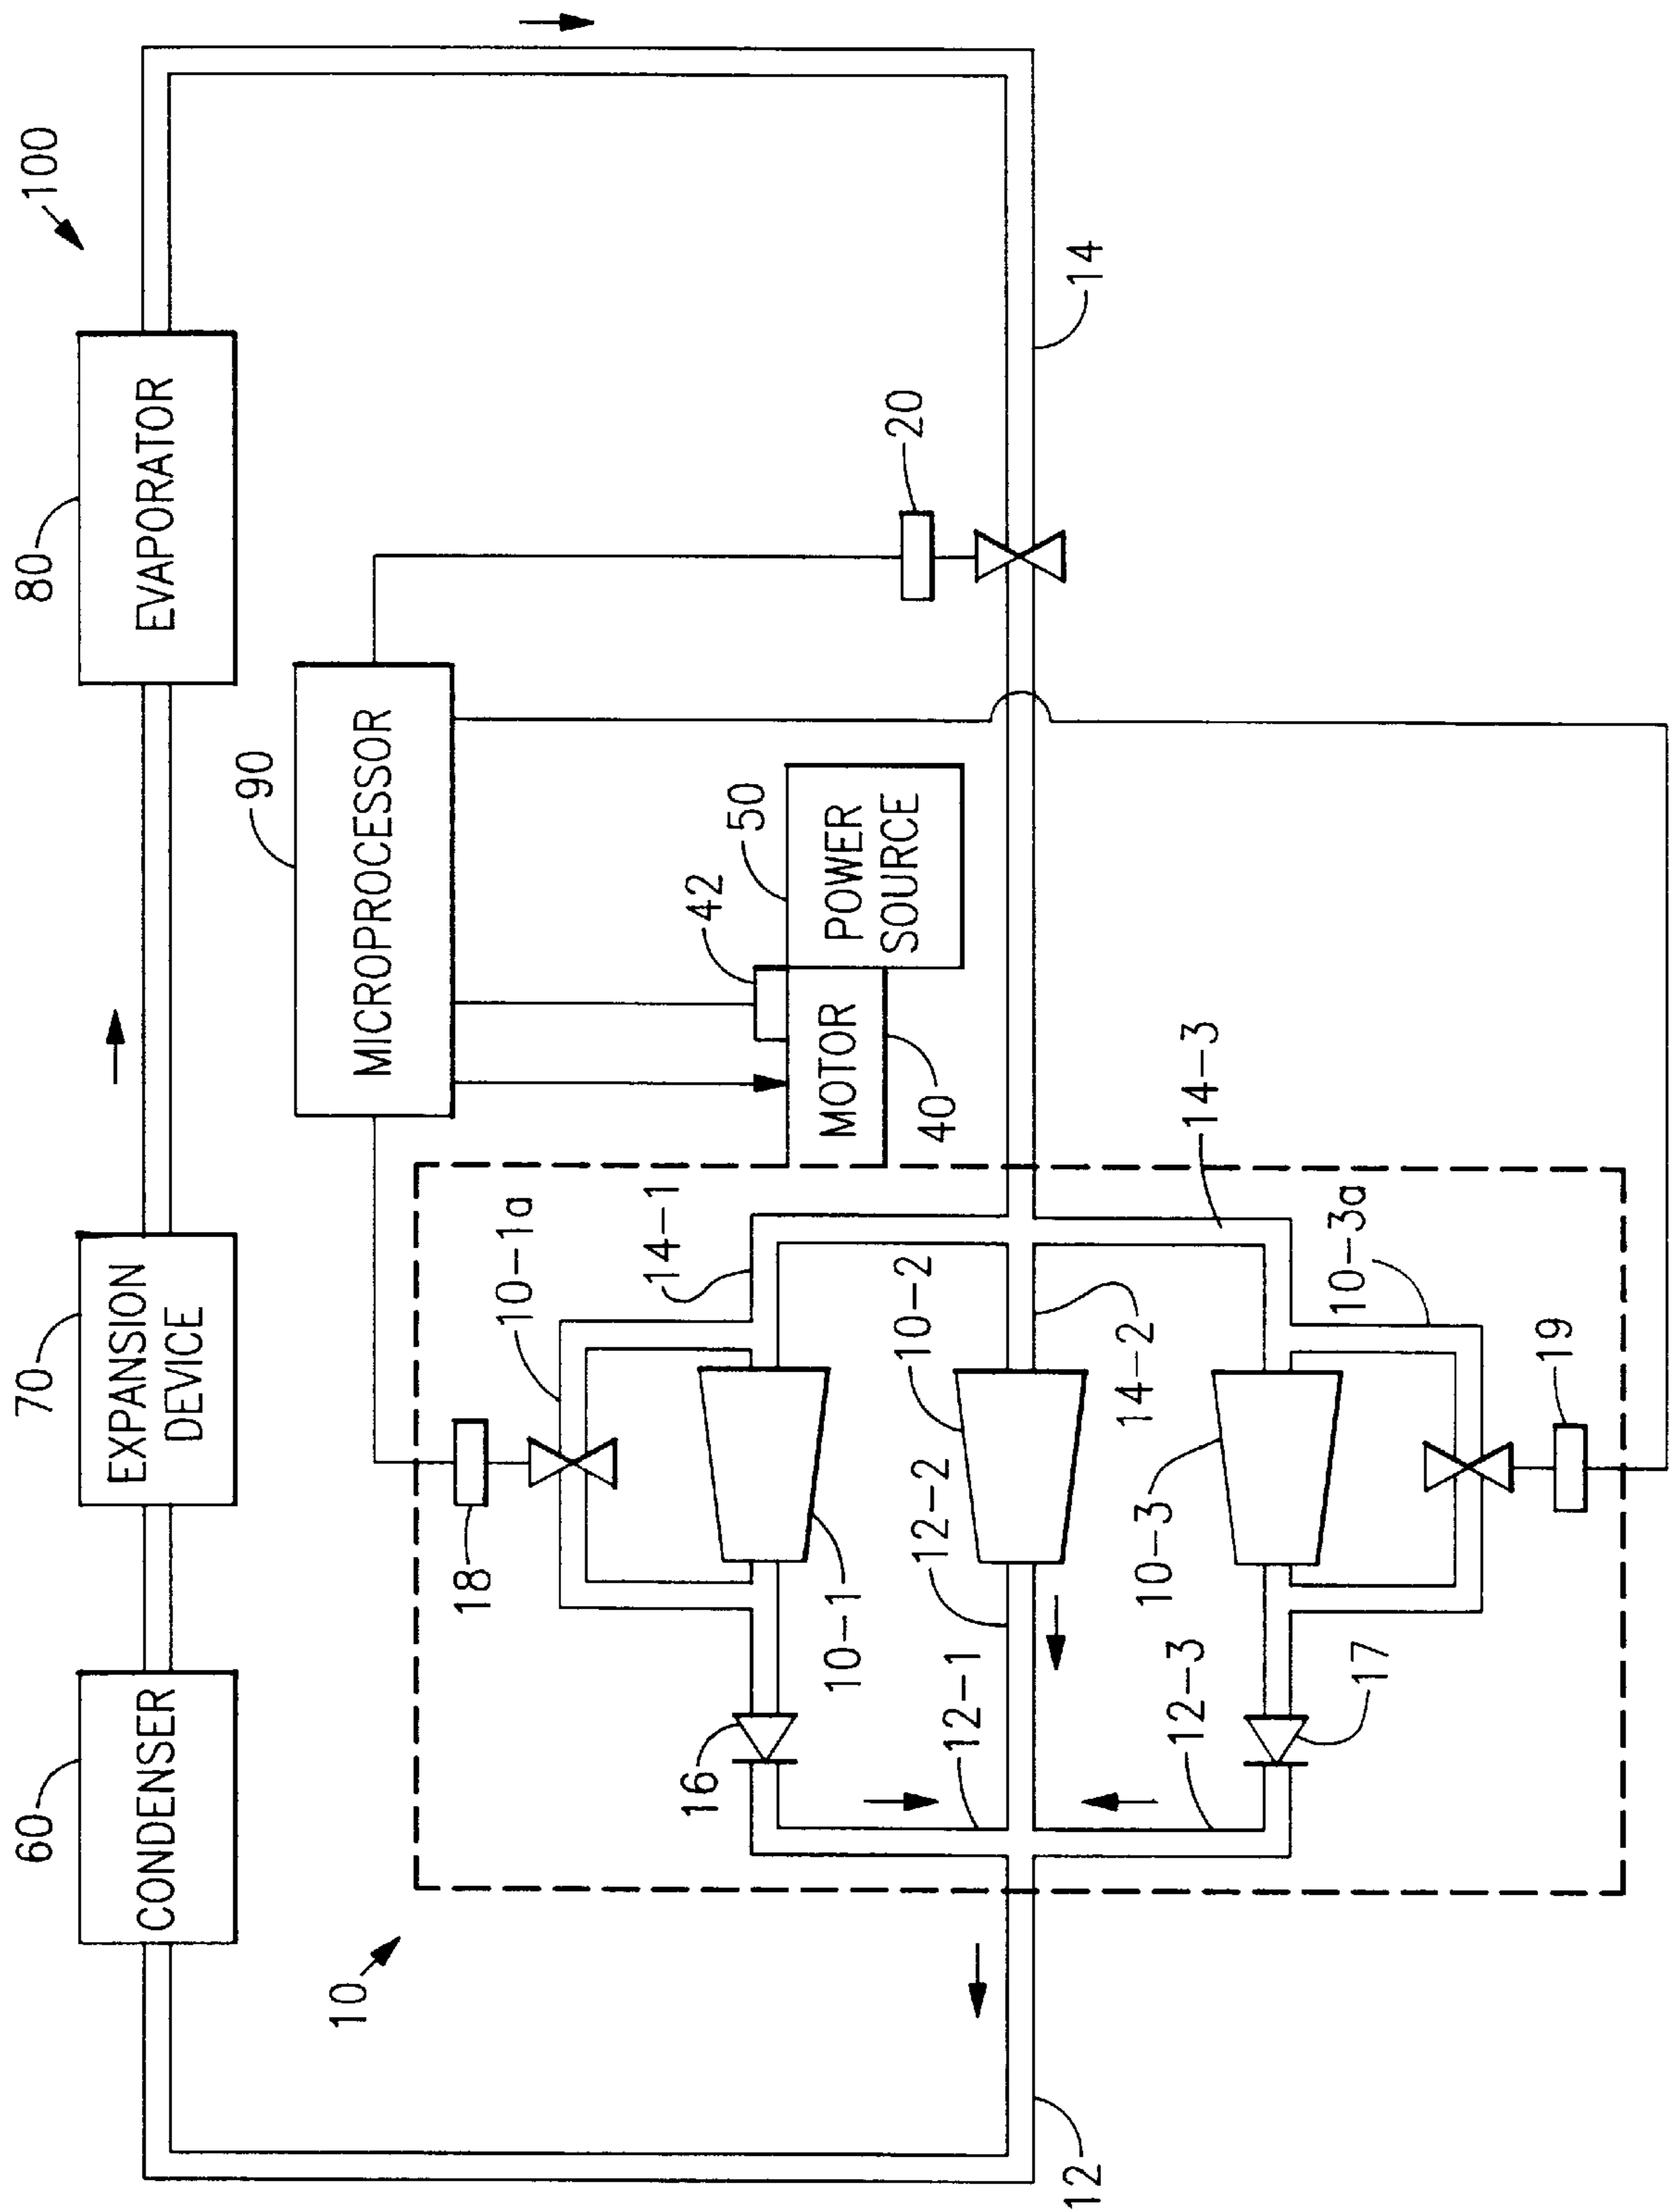 100
80
EVAPORATOR
70
EXPANSION
DEVICE
60
CONDENSER
90
MICROPROCESSOR
20
14
42
50
POWER
SOURCE
MOTOR
40
10
18
10-1a
14-1
10-1
16
12-1
12-2
10-2
14-2
14-3
10-3
10-3a
19
17
12-3
12